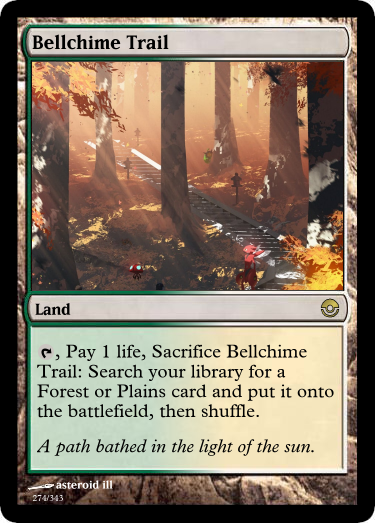 Bellchime Trail
Land
, Pay 1 life, Sacrifice Bellchime
Trail: Search your library for a
Forest or Plains card and put it onto
the battlefield, then shuffle.
A path bathed in the light of the sun.
asteroid ill
274/343